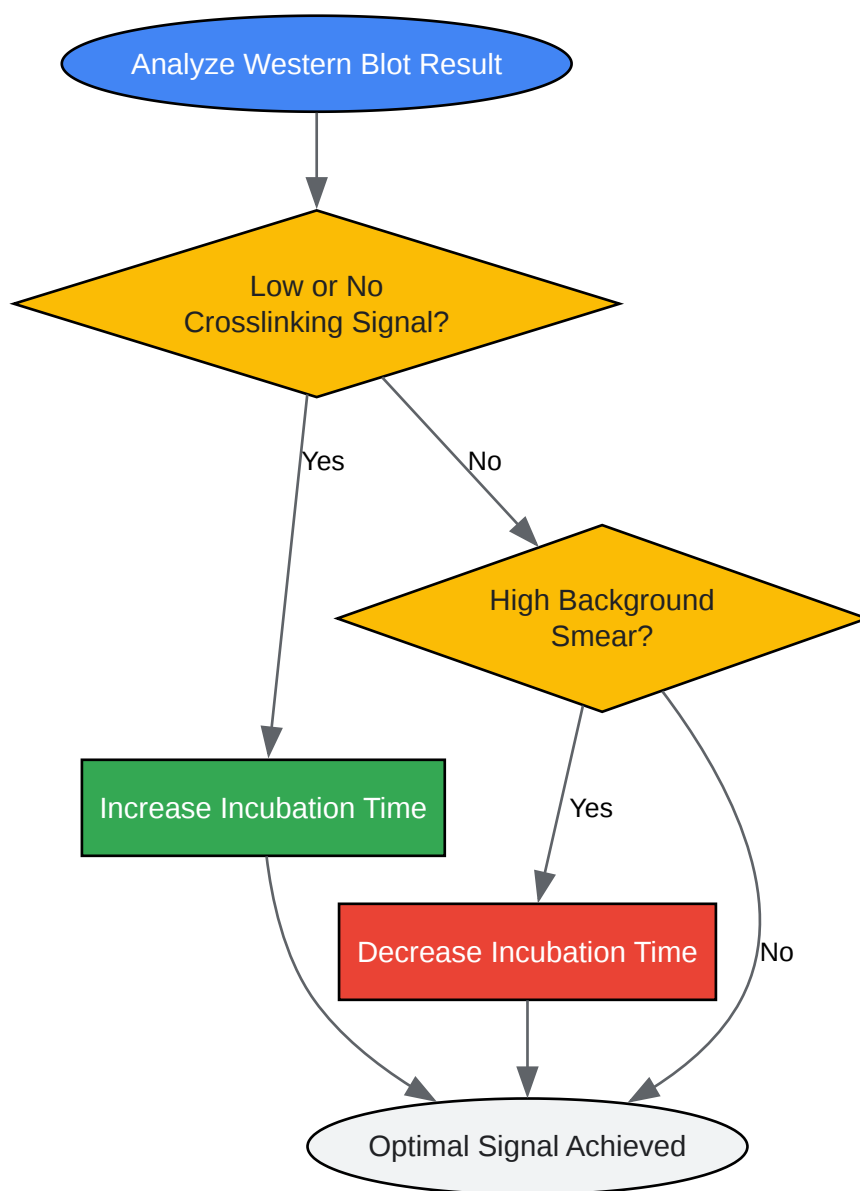 Analyze Western Blot Result
Low or No
Crosslinking Signal?
Yes
No
High Background
Smear?
Increase Incubation Time
Yes
Decrease Incubation Time
No
Optimal Signal Achieved